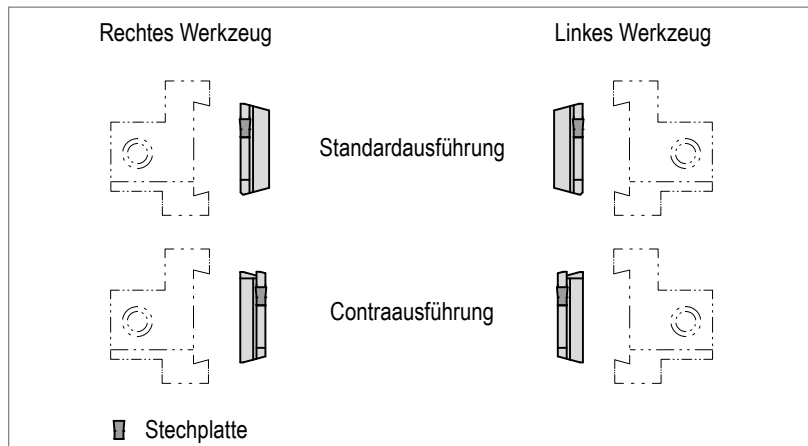 Rechtes Werkzeug
Linkes Werkzeug
Standardausführung
Contraausführung
Stechplatte